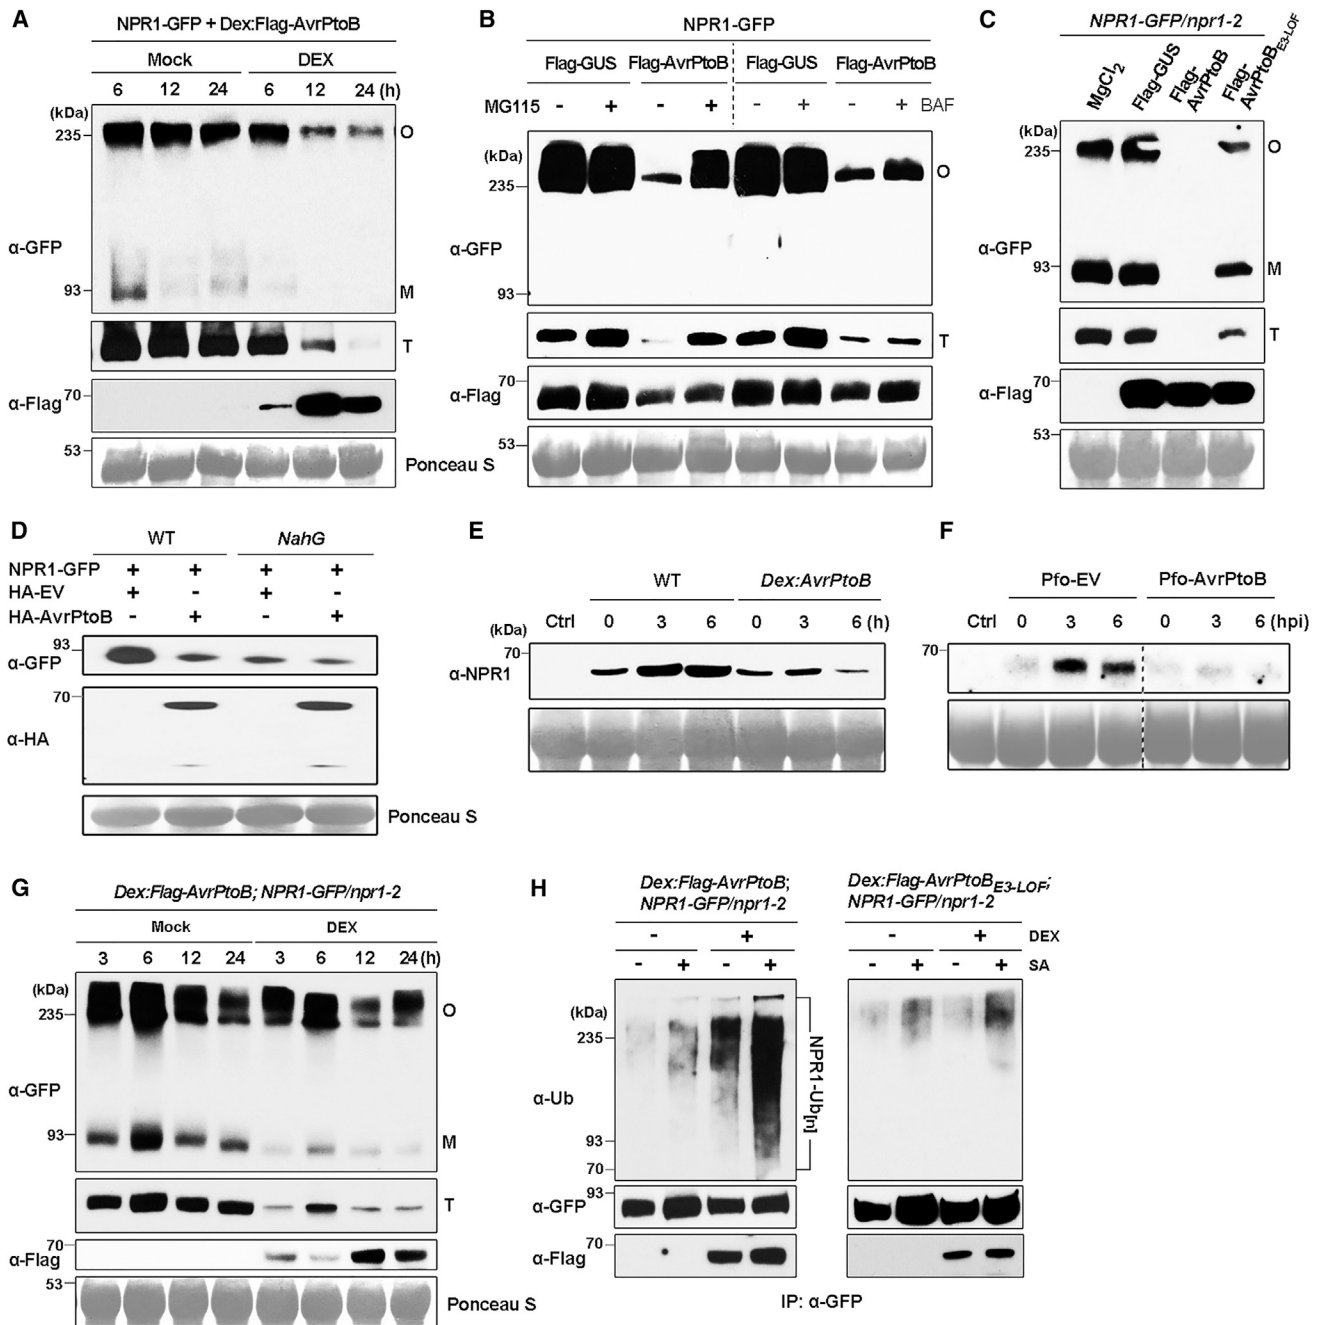 A
NPR1-GFP + Dex:Flag-AvrPtoB
Mock DEX
6 12 24 6 12 24 (h)
(kDa)
235 O
α-GFP
93 M
T
70
α-Flag
53
Ponceau S
B
NPR1-GFP
Flag-GUS Flag-AvrPtoB Flag-GUS Flag-AvrPtoB
MG115 - + - + - + - + BAF
(kDa)
235 O
α-GFP
93
T
70
α-Flag
53
C
NPR1-GFP/npr1-2
MgCl2
Flag-GUS
Flag-AvrPtoB
Flag-AvrPtoBE3-LOF
(kDa)
235 O
α-GFP
93 M
T
70
α-Flag
53
D
WT NahG
NPR1-GFP + + + +
HA-EV + - + -
HA-AvrPtoB - + - +
93
α-GFP
70
α-HA
Ponceau S
E
WT Dex:AvrPtoB
Ctrl 0 3 6 0 3 6 (h)
(kDa)
70
α-NPR1
F
Pfo-EV Pfo-AvrPtoB
Ctrl 0 3 6 0 3 6 (hpi)
70
G
Dex:Flag-AvrPtoB; NPR1-GFP/npr1-2
Mock DEX
3 6 12 24 3 6 12 24 (h)
(kDa)
235 O
α-GFP
93 M
T
70
α-Flag
53
Ponceau S
H
Dex:Flag-AvrPtoB;
NPR1-GFP/npr1-2
Dex:Flag-AvrPtoBE3-LOF;
NPR1-GFP/npr1-2
- + - + DEX
- + - + - + - + SA
(kDa)
235
α-Ub
93
70
NPR1-Ub[n]
93
α-GFP
70
α-Flag
IP: α-GFP